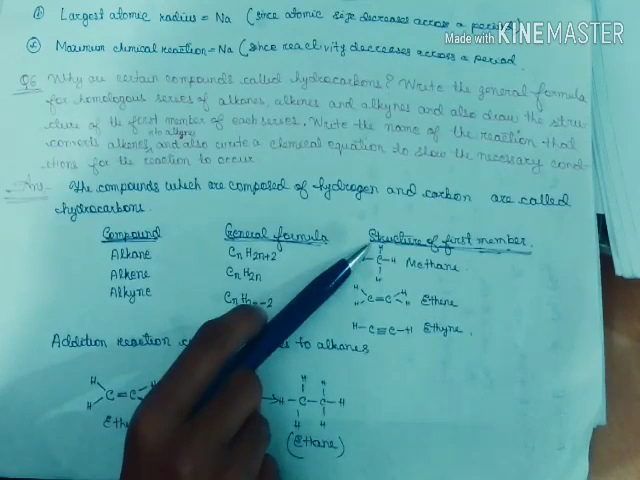 ① Largest atomic radius = Na (since atomic size decreases across a period)
Made with KINEMASTER
② Maximum chemical reaction = Na (since reactivity decreases across a period.
Q6 Why are certain compounds called hydrocarbons? Write the general formula
for homologous series of alkanes, alkenes and alkynes and also draw the stru-
cture of the first member of each series. Write the name of the reaction that
converts alkenes into and also write a chemical equation to show the necessary cond-
itions for the reaction to occur
Ans- The compounds which are composed of hydrogen and carbon are called
hydrocarbons.
Compound General formula Structure of first member.
Alkane CnH2n+2 C-H Methane.
Alkene CnH2n H H C=C H H Ethene
Alkyne CnH2 -2 H-C≡C-H Ethyne.
Addition reaction to alkanes
H H C=C H → H-C-C-H H H H H
(Ethane)